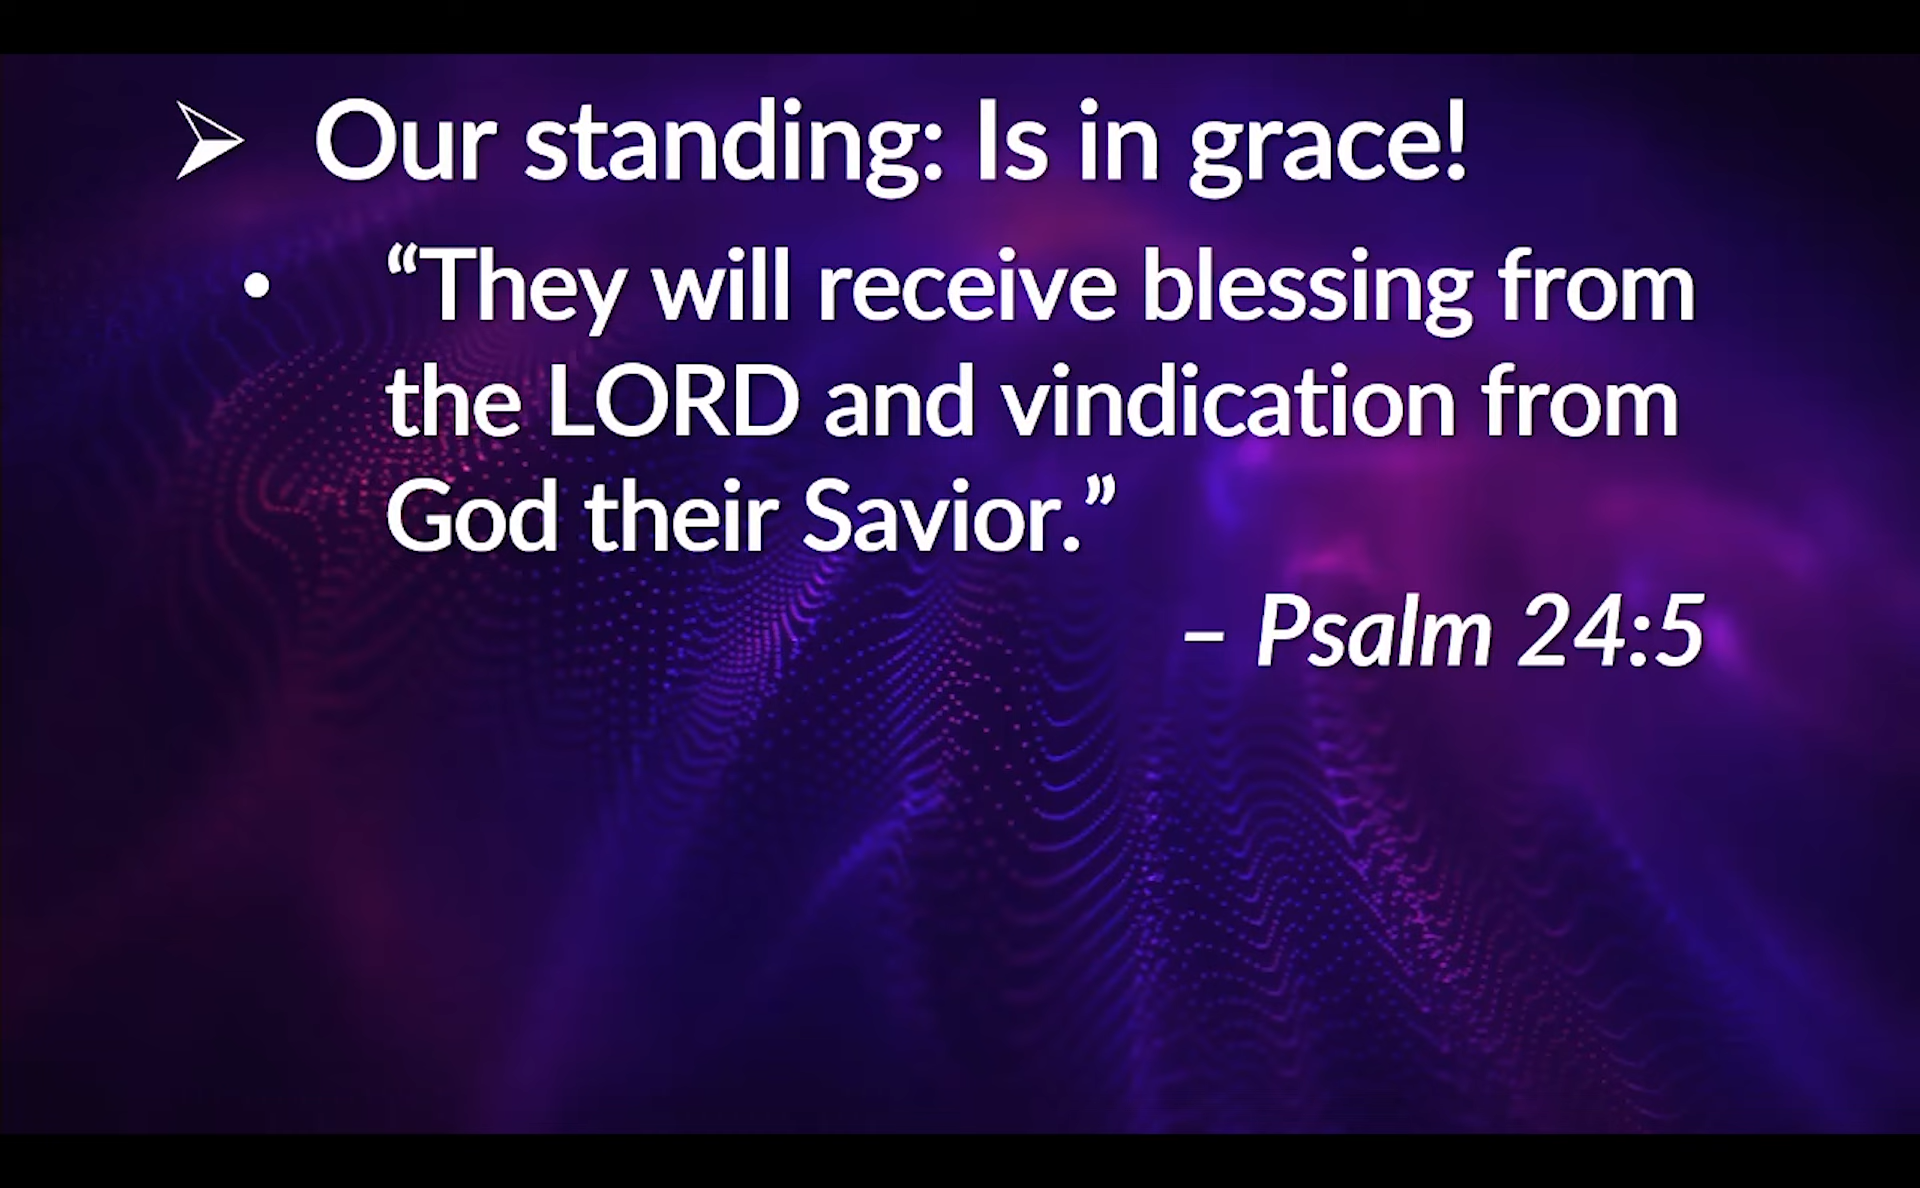 ➢ Our standing: Is in grace!
• “They will receive blessing from
the LORD and vindication from
God their Savior.”
– Psalm 24:5